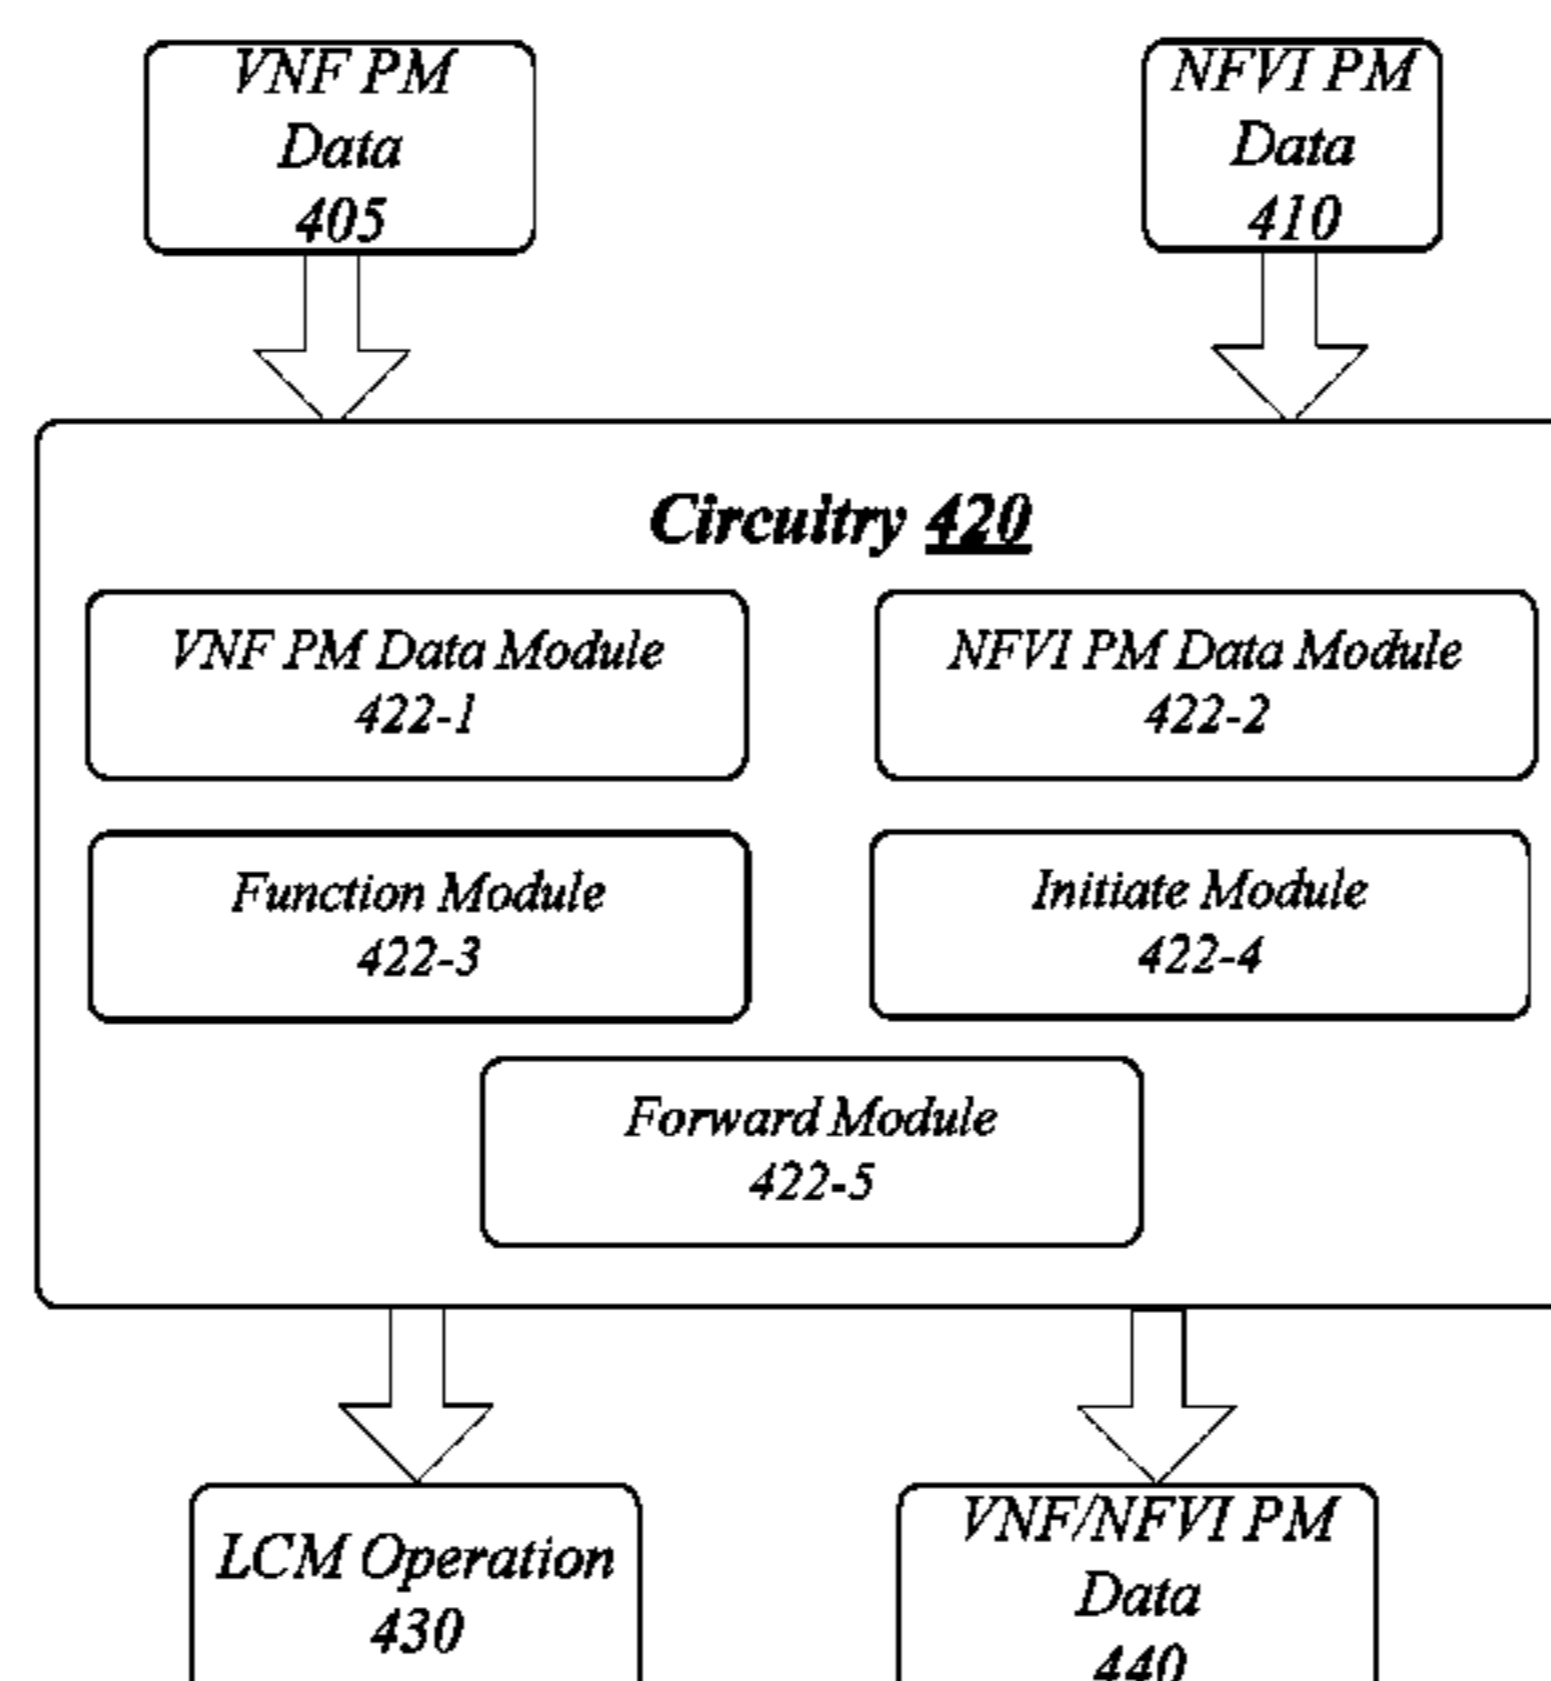 VNF PM
Data
405
NFVI PM
Data
410
Circuitry 420
VNF PM Data Module
422-1
NFVI PM Data Module
422-2
Function Module
422-3
Initiate Module
422-4
Forward Module
422-5
LCM Operation
430
VNF/NFVI PM
Data
440